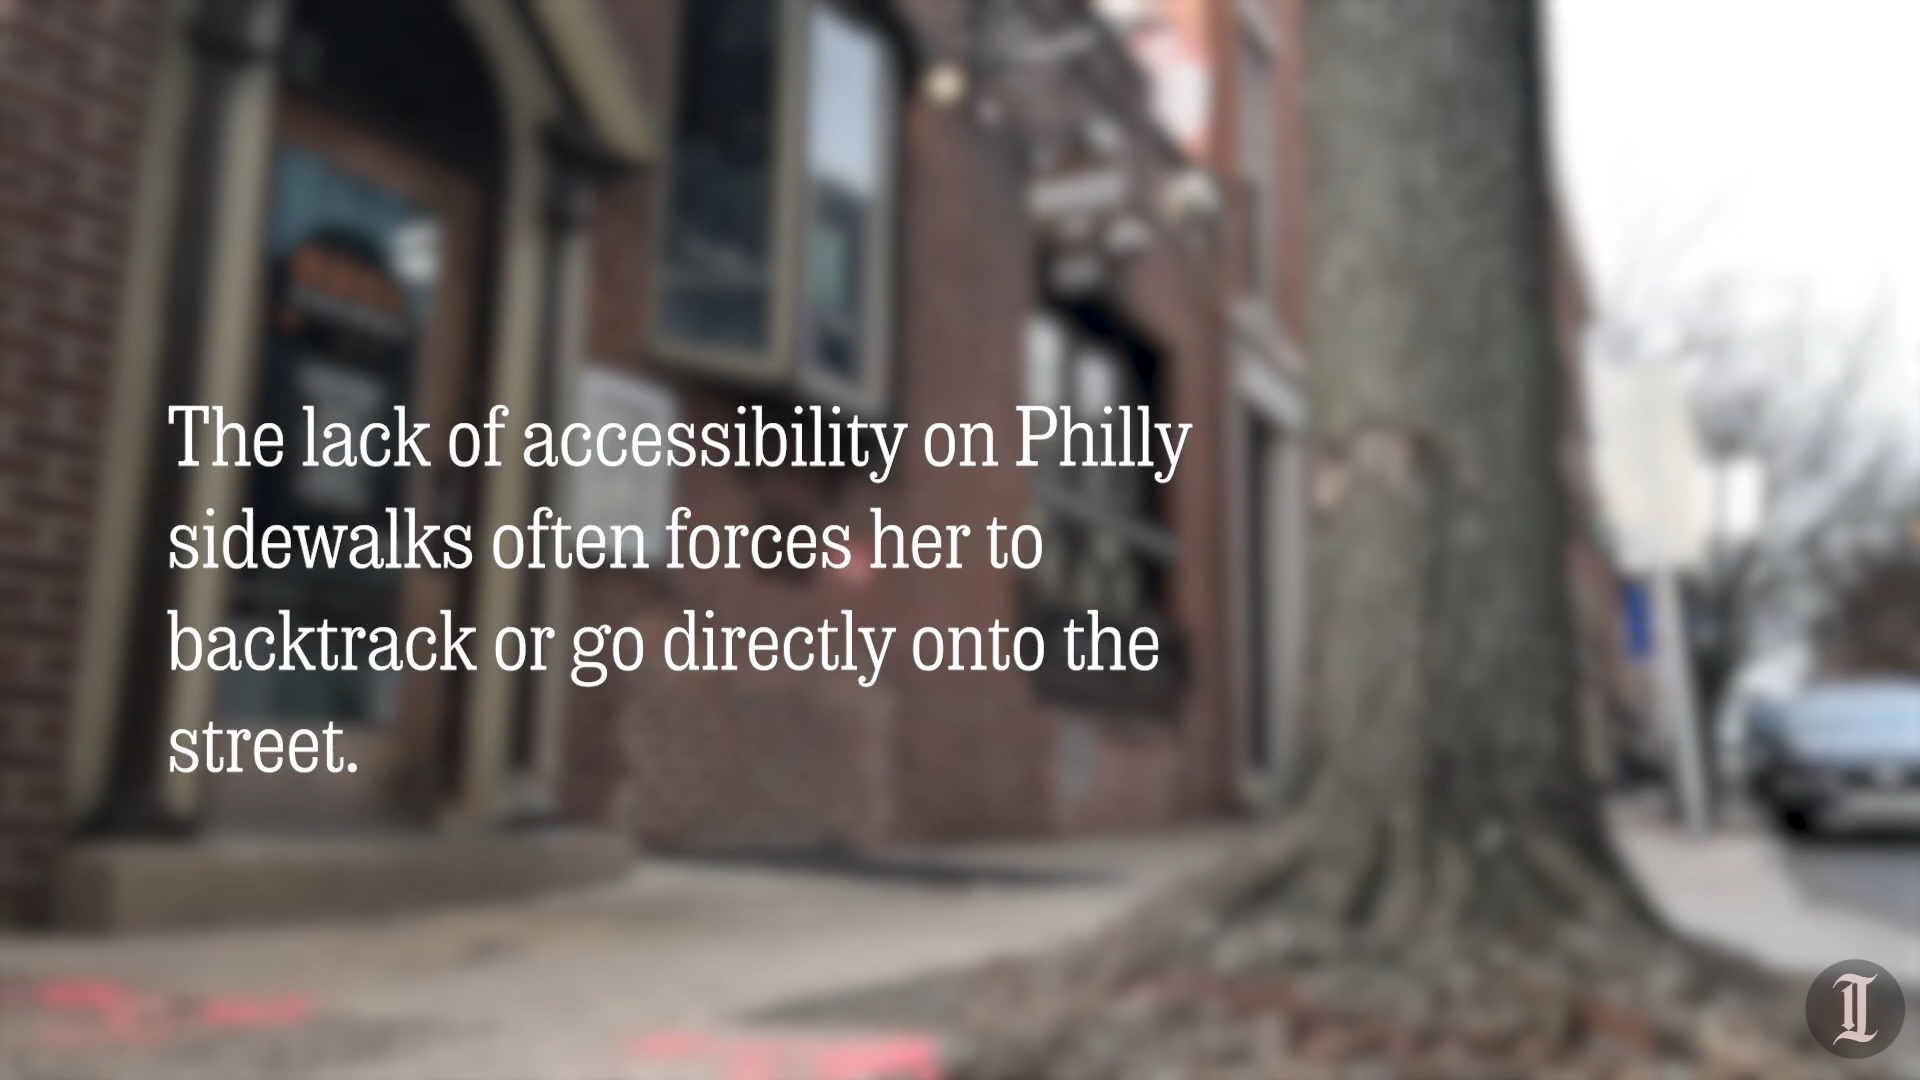 The lack of accessibility on Philly
sidewalks often forces her to
backtrack or go directly onto the
street.
I